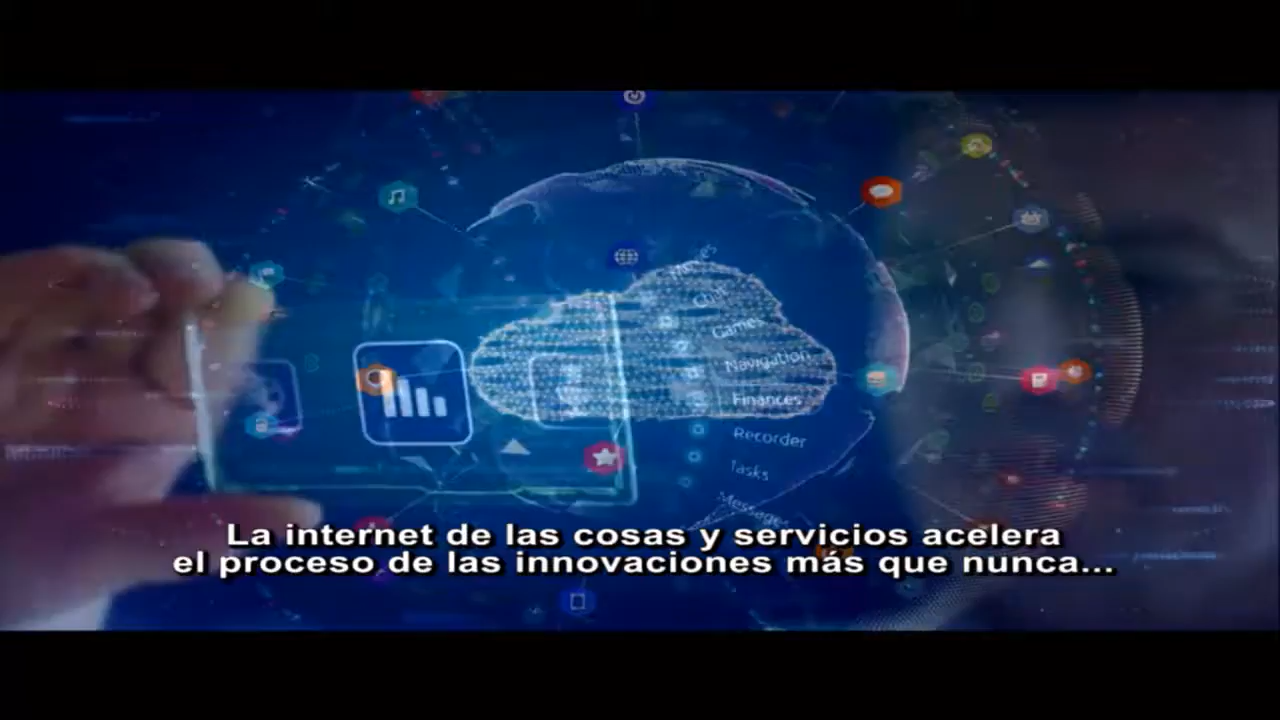 Games
Navigation
Finances
Recorder
Tasks
Messages
La internet de las cosas y servicios acelera
el proceso de las innovaciones más que nunca...